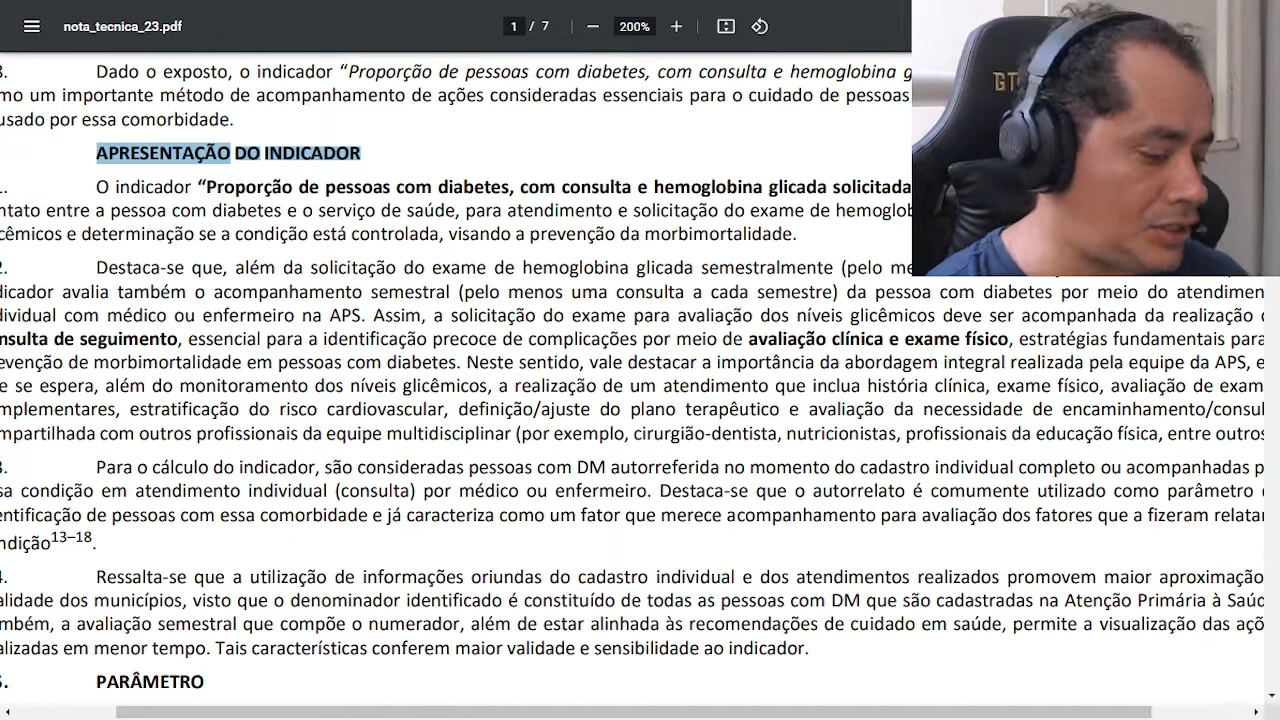 nota_tecnica_23.pdf
1 / 7
200%
Dado o exposto, o indicador “Proporção de pessoas com diabetes, com consulta e hemoglobina
como um importante método de acompanhamento de ações consideradas essenciais para o cuidado de pessoas
usado por essa comorbidade.
APRESENTAÇÃO DO INDICADOR
GT
O indicador “Proporção de pessoas com diabetes, com consulta e hemoglobina glicada solicitada
ntato entre a pessoa com diabetes e o serviço de saúde, para atendimento e solicitação do exame de hemoglob
cêmicos e determinação se a condição está controlada, visando a prevenção da morbimortalidade.
2. Destaca-se que, além da solicitação do exame de hemoglobina glicada semestralmente (pelo me
dicador avalia também o acompanhamento semestral (pelo menos uma consulta a cada semestre) da pessoa com diabetes por meio do atendimen
dividual com médico ou enfermeiro na APS. Assim, a solicitação do exame para avaliação dos níveis glicêmicos deve ser acompanhada da realização
nsulta de seguimento, essencial para a identificação precoce de complicações por meio de avaliação clínica e exame físico, estratégias fundamentais para
evenção de morbimortalidade em pessoas com diabetes. Neste sentido, vale destacar a importância da abordagem integral realizada pela equipe da APS, e
e se espera, além do monitoramento dos níveis glicêmicos, a realização de um atendimento que inclua história clínica, exame físico, avaliação de exam
mplementares, estratificação do risco cardiovascular, definição/ajuste do plano terapêutico e avaliação da necessidade de encaminhamento/consul
mpartilhada com outros profissionais da equipe multidisciplinar (por exemplo, cirurgião-dentista, nutricionistas, profissionais da educação física, entre outros
Para o cálculo do indicador, são consideradas pessoas com DM autorreferida no momento do cadastro individual completo ou acompanhadas p
sa condição em atendimento individual (consulta) por médico ou enfermeiro. Destaca-se que o autorrelato é comumente utilizado como parâmetro
entificação de pessoas com essa comorbidade e já caracteriza como um fator que merece acompanhamento para avaliação dos fatores que a fizeram relatar
ndição13–18.
Ressalta-se que a utilização de informações oriundas do cadastro individual e dos atendimentos realizados promovem maior aproximação
alidade dos municípios, visto que o denominador identificado é constituído de todas as pessoas com DM que são cadastradas na Atenção Primária à Saúd
mbém, a avaliação semestral que compõe o numerador, além de estar alinhada às recomendações de cuidado em saúde, permite a visualização das açõ
alizadas em menor tempo. Tais características conferem maior validade e sensibilidade ao indicador.
PARÂMETRO